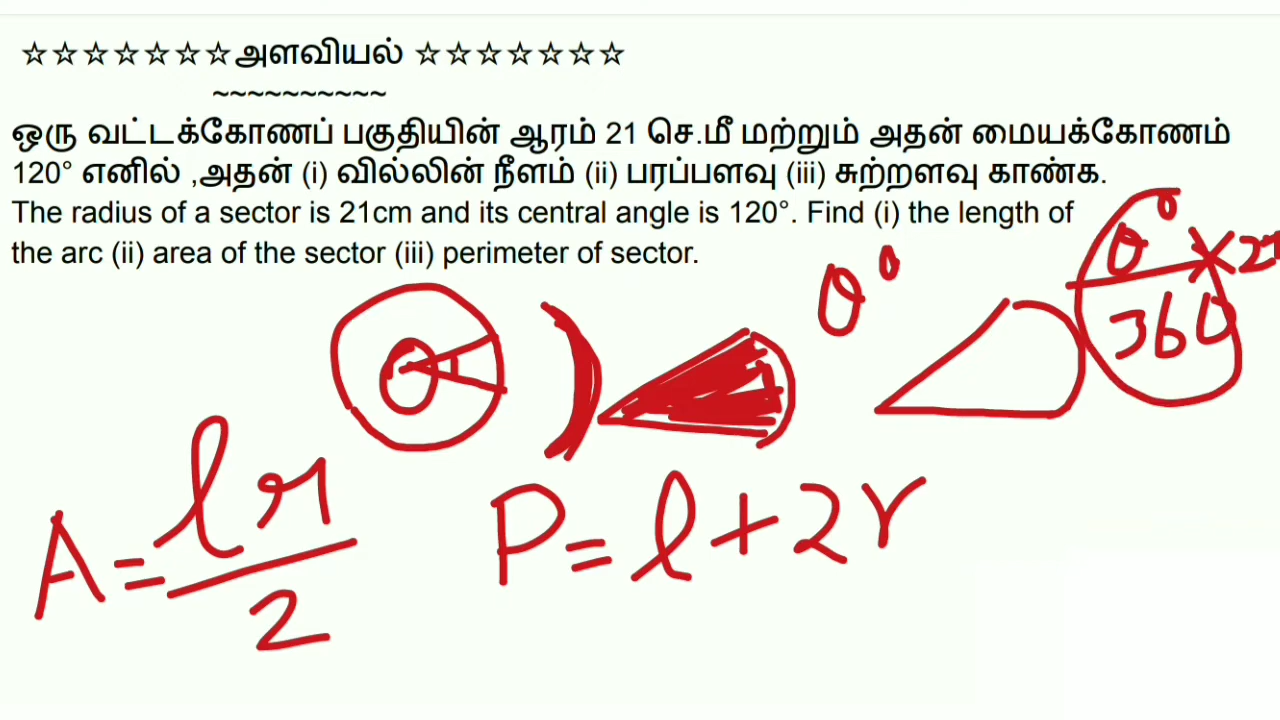 ☆☆☆☆☆☆☆அளவியல் ☆☆☆☆☆☆☆
~~~~~~~~~~
ஒரு வட்டக்கோணப் பகுதியின் ஆரம் 21 செ.மீ மற்றும் அதன் மையக்கோணம்
120° எனில் ,அதன் (i) வில்லின் நீளம் (ii) பரப்பளவு (iii) சுற்றளவு காண்க.
The radius of a sector is 21cm and its central angle is 120°. Find (i) the length of
the arc (ii) area of the sector (iii) perimeter of sector.
θ°
θ° × 2
360
A = lr
2
P = l + 2r